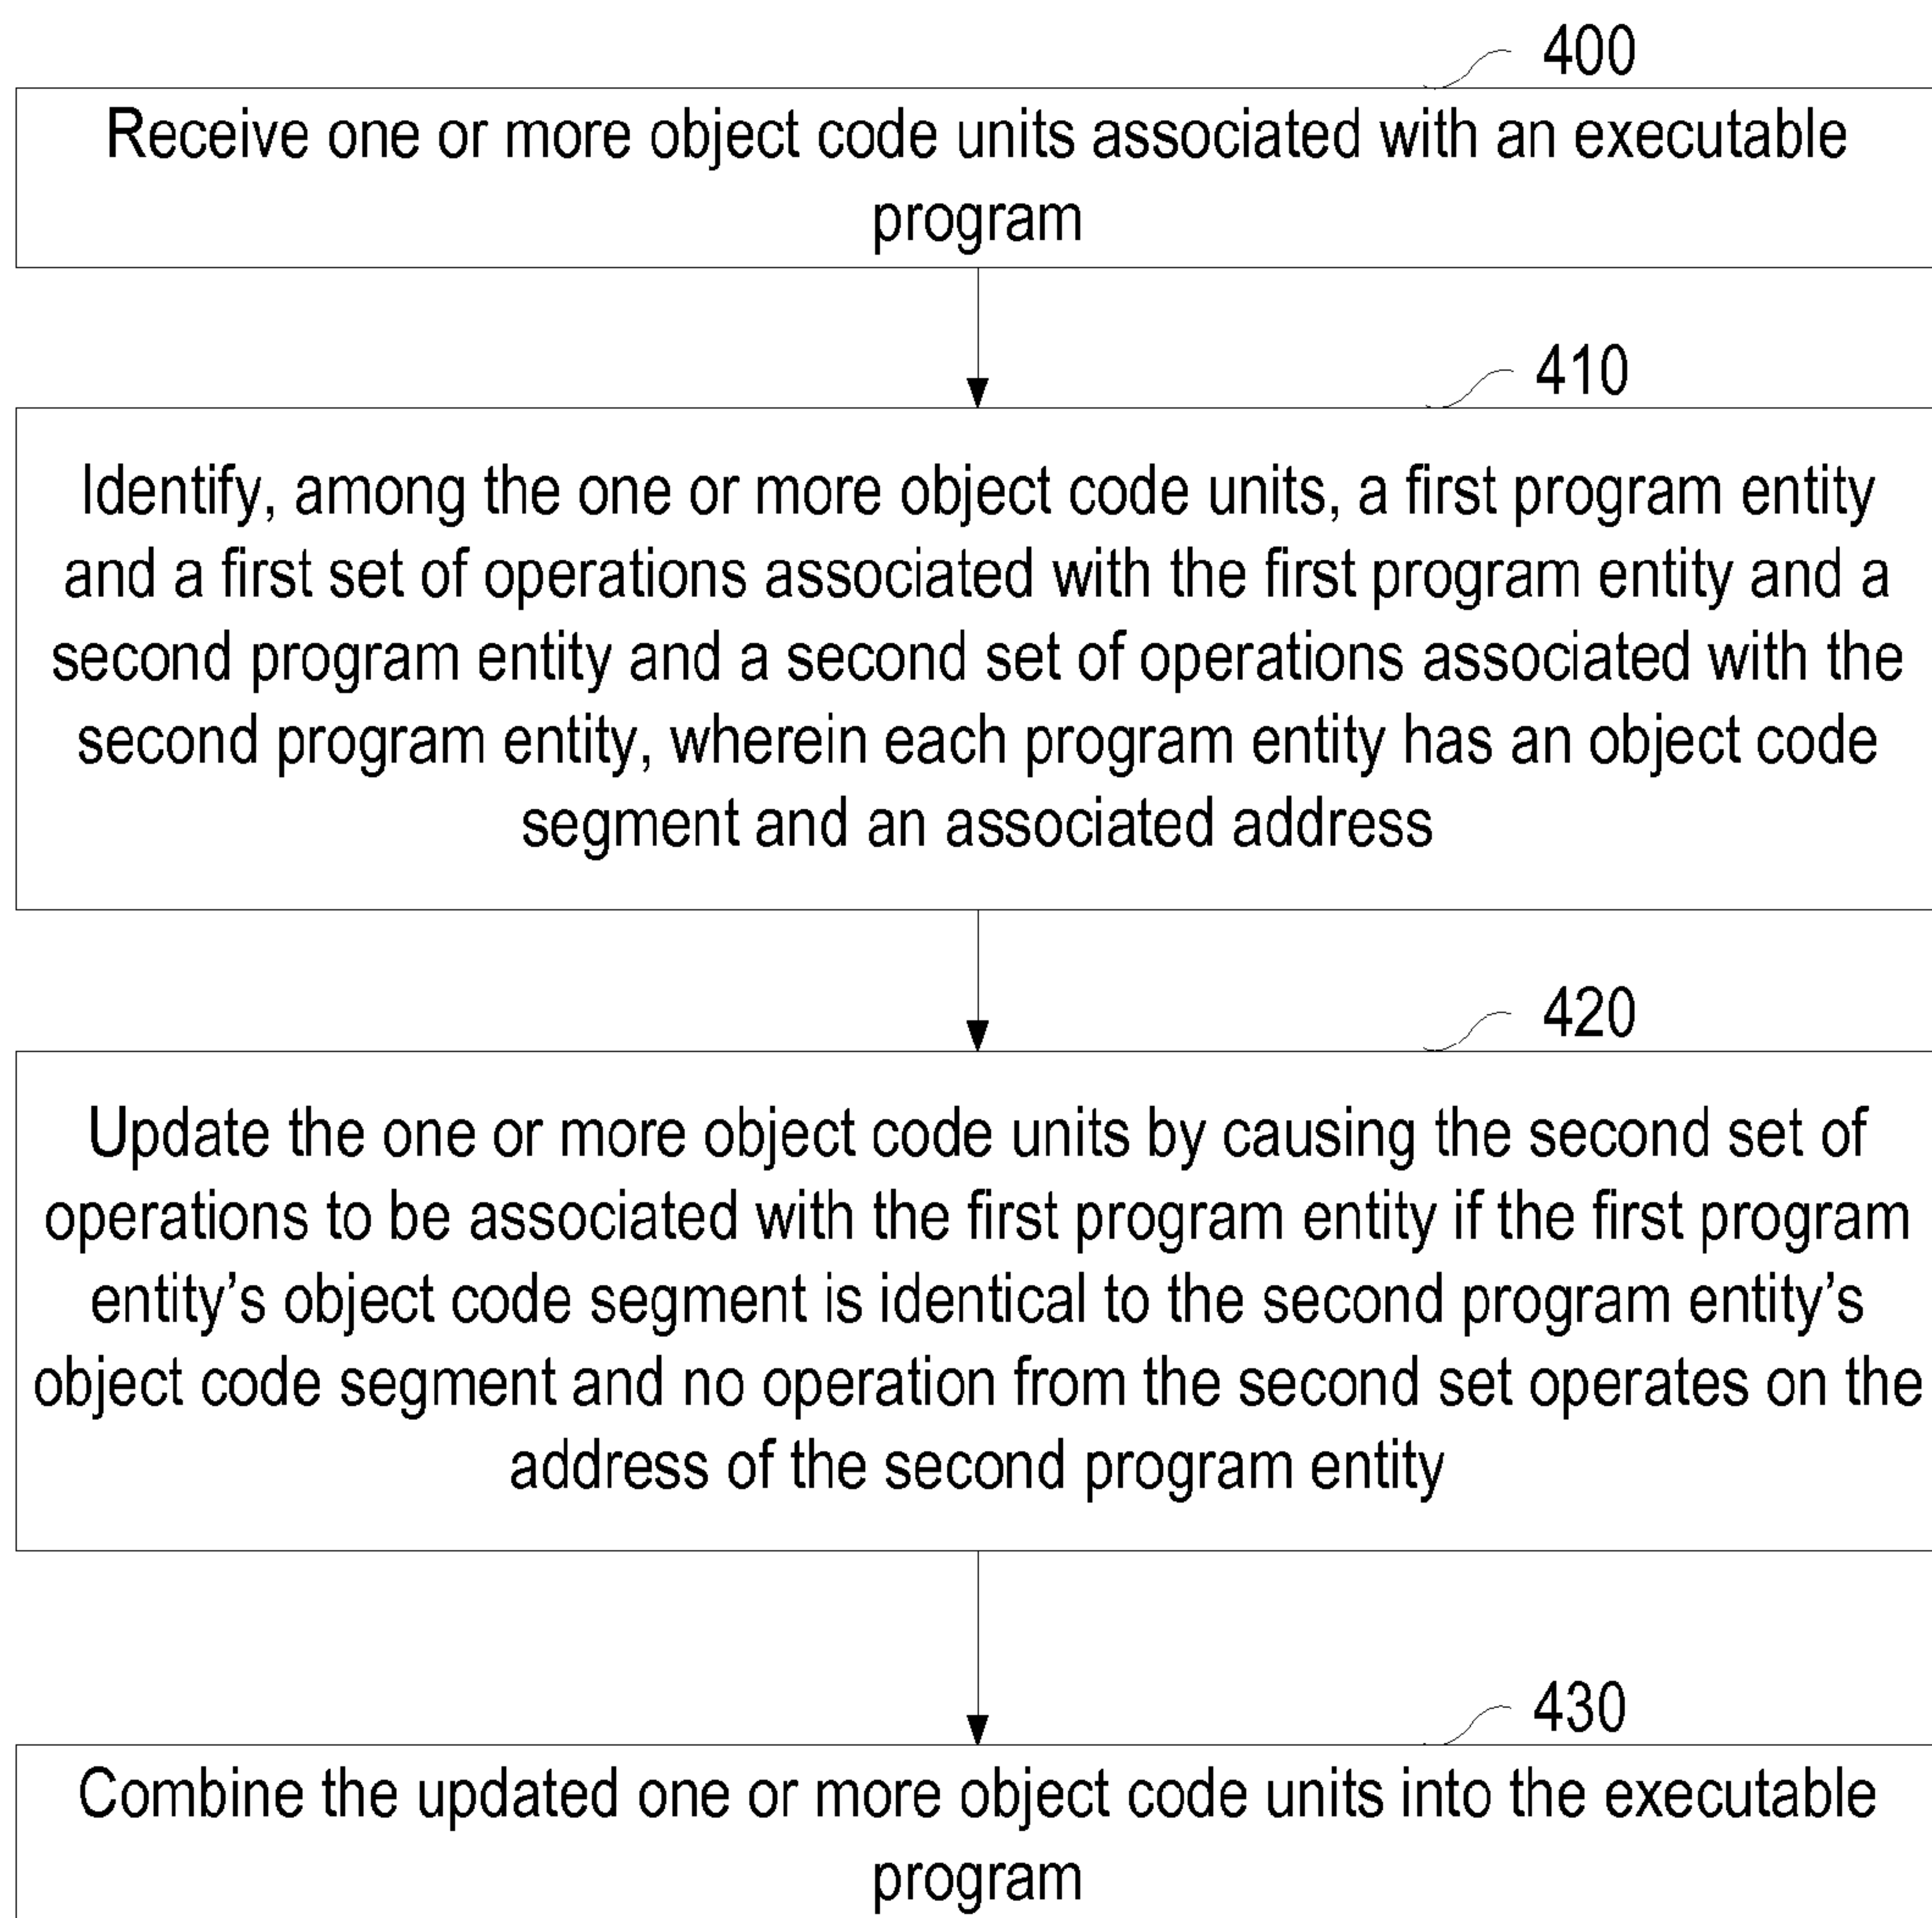 400
Receive one or more object code units associated with an executable
program
410
Identify, among the one or more object code units, a first program entity
and a first set of operations associated with the first program entity and a
second program entity and a second set of operations associated with the
second program entity, wherein each program entity has an object code
segment and an associated address
420
Update the one or more object code units by causing the second set of
operations to be associated with the first program entity if the first program
entity’s object code segment is identical to the second program entity’s
object code segment and no operation from the second set operates on the
address of the second program entity
430
Combine the updated one or more object code units into the executable
program